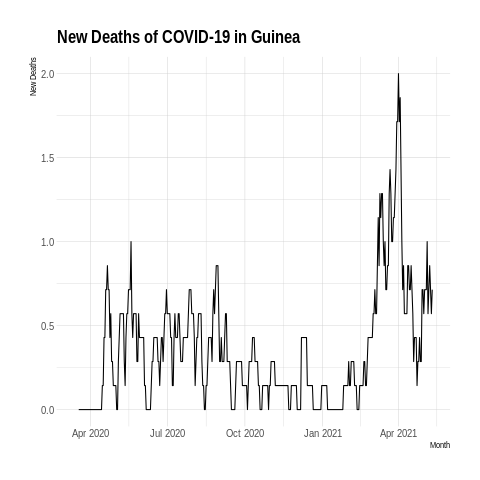 New Deaths of COVID-19 in Guinea
New Deaths
2.0
1.5
1.0
0.5
0.0
Apr 2020 Jul 2020 Oct 2020 Jan 2021 Apr 2021
Month